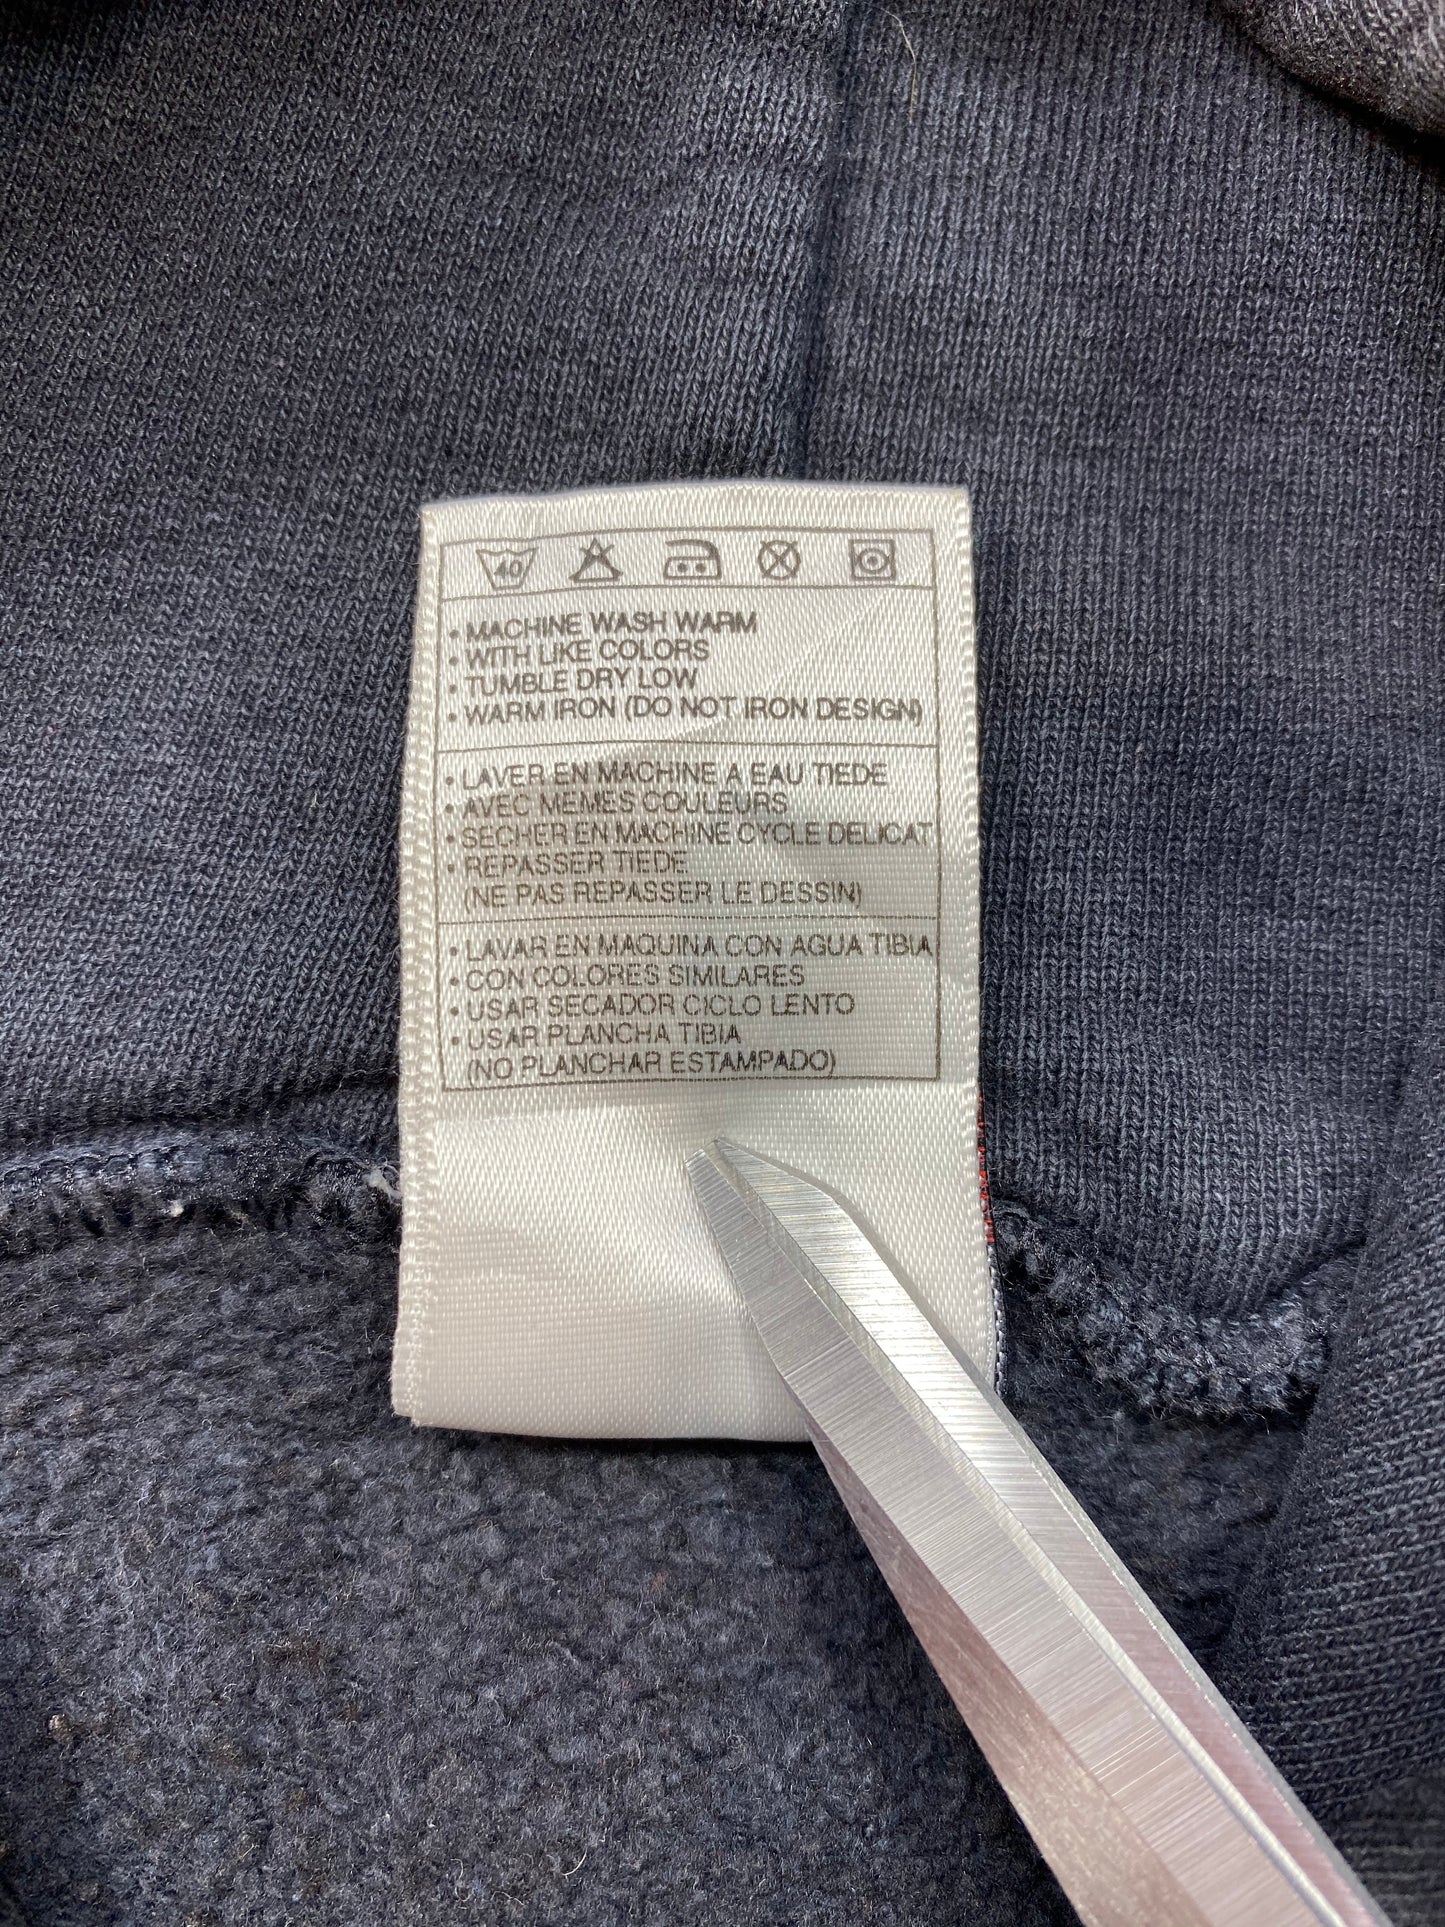 40
• MACHINE WASH WARM
• WITH LIKE COLORS
• TUMBLE DRY LOW
• WARM IRON (DO NOT IRON DESIGN)
• LAVER EN MACHINE A EAU TIEDE
• AVEC MEMES COULEURS
• SECHER EN MACHINE CYCLE DELICAT
• REPASSER TIEDE
(NE PAS REPASSER LE DESSIN)
• LAVAR EN MAQUINA CON AGUA TIBIA
• CON COLORES SIMILARES
• USAR SECADOR CICLO LENTO
• USAR PLANCHA TIBIA
(NO PLANCHAR ESTAMPADO)